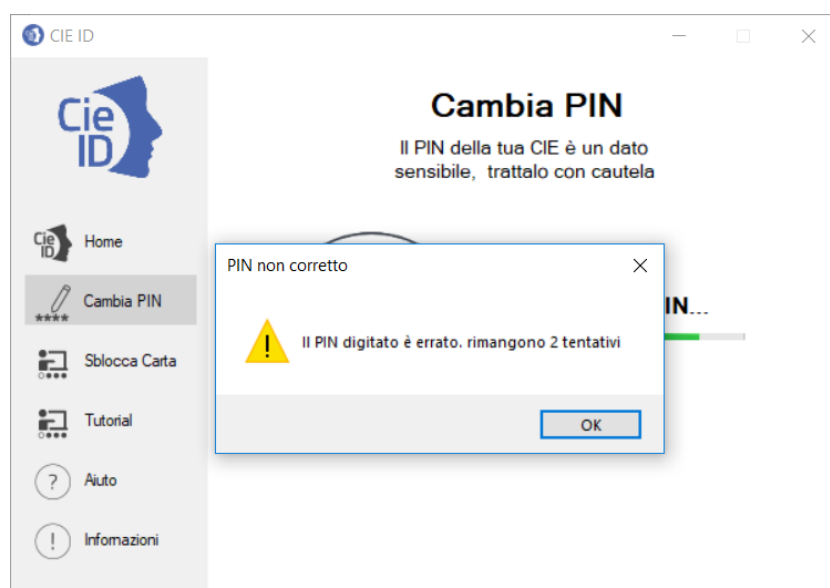 CIE ID
Cie
ID
Cambia PIN
Il PIN della tua CIE è un dato
sensibile, trattalo con cautela
Cie
ID
Home
PIN non corretto
Cambia PIN
****
IN...
Il PIN digitato è errato. rimangono 2 tentativi
Sblocca Carta
OK
Tutorial
? Aiuto
! Infomazioni